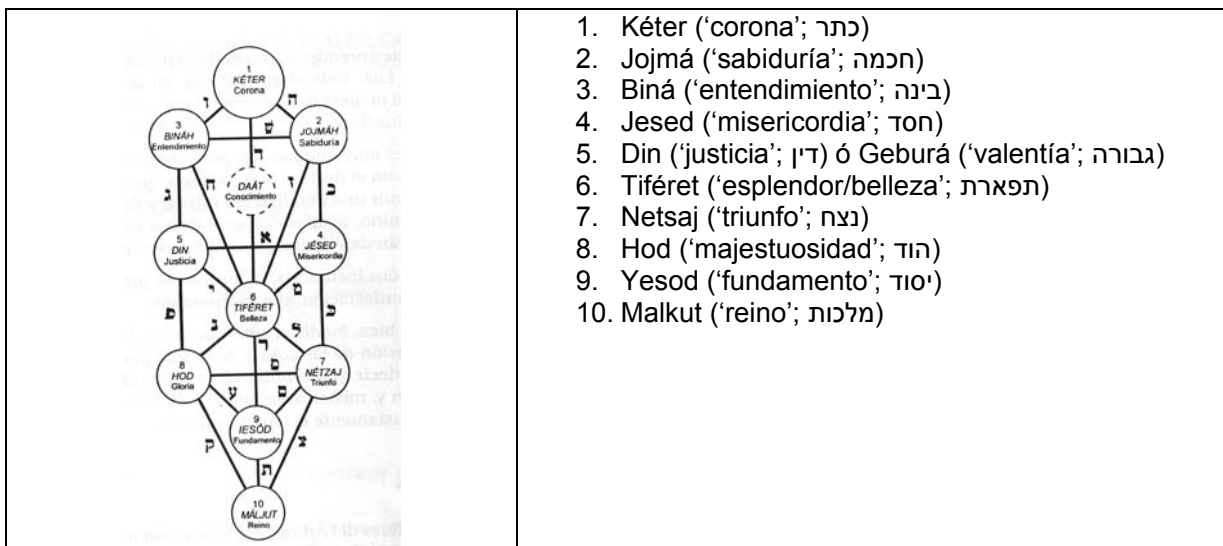 1
KÉTER
Corona
ו
ה
3
BINÁH
Entendimiento
ש
2
JOJMÁH
Sabiduría
ח
ז
DAÁT
Conocimiento
א
5
DIN
Justicia
4
JÉSED
Misericordia
י
6
TIFÉRET
Belleza
ל
ר
8
HOD
Gloria
7
NÉTZAJ
Triunfo
ע
9
IESÓD
Fundamento
ק
צ
ת
10
MÁLJUT
Reino
1. Kéter (‘corona’; כתר)
2. Jojmá (‘sabiduría’; חכמה)
3. Biná (‘entendimiento’; בינה)
4. Jesed (‘misericordia’; חסד)
5. Din (‘justicia’; דין) ó Geburá (‘valentía’; גבורה)
6. Tiféret (‘esplendor/belleza’; תפארת)
7. Netsaj (‘triunfo’; נצח)
8. Hod (‘majestuosidad’; הוד)
9. Yesod (‘fundamento’; יסוד)
10. Malkut (‘reino’; מלכות)